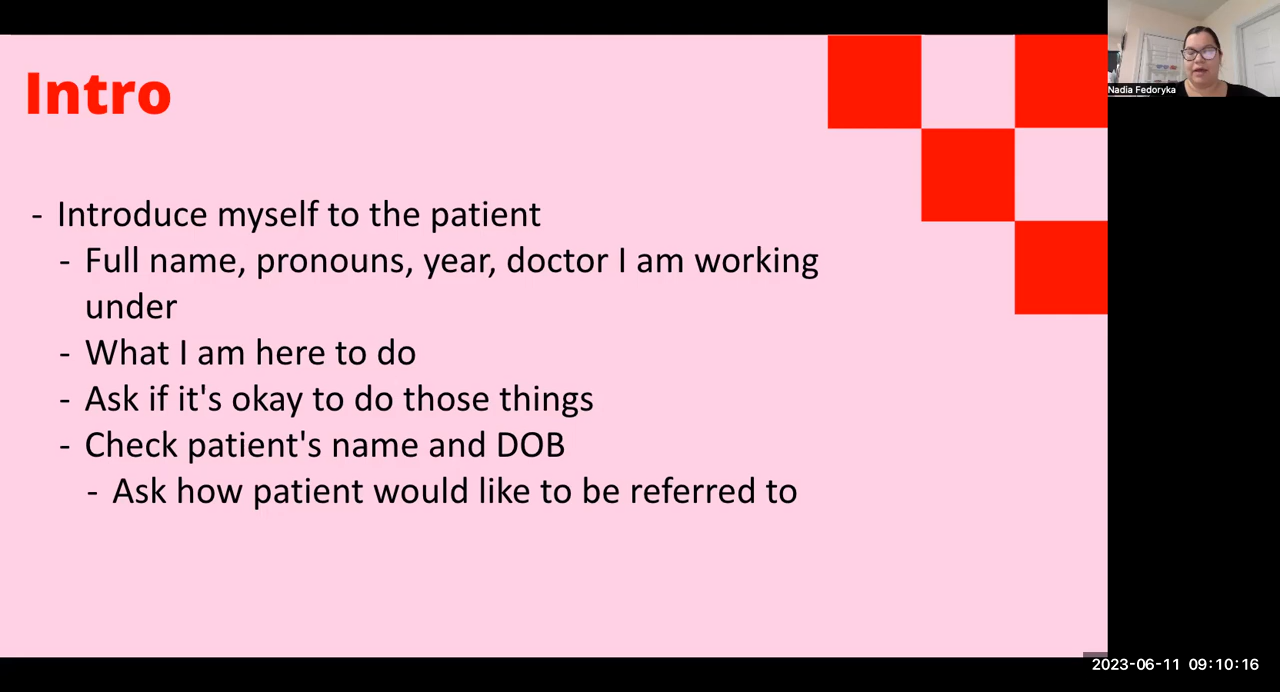 Intro
- Introduce myself to the patient
- Full name, pronouns, year, doctor I am working
under
- What I am here to do
- Ask if it's okay to do those things
- Check patient's name and DOB
- Ask how patient would like to be referred to
Nadia Fedoryka
2023-06-11 09:10:16